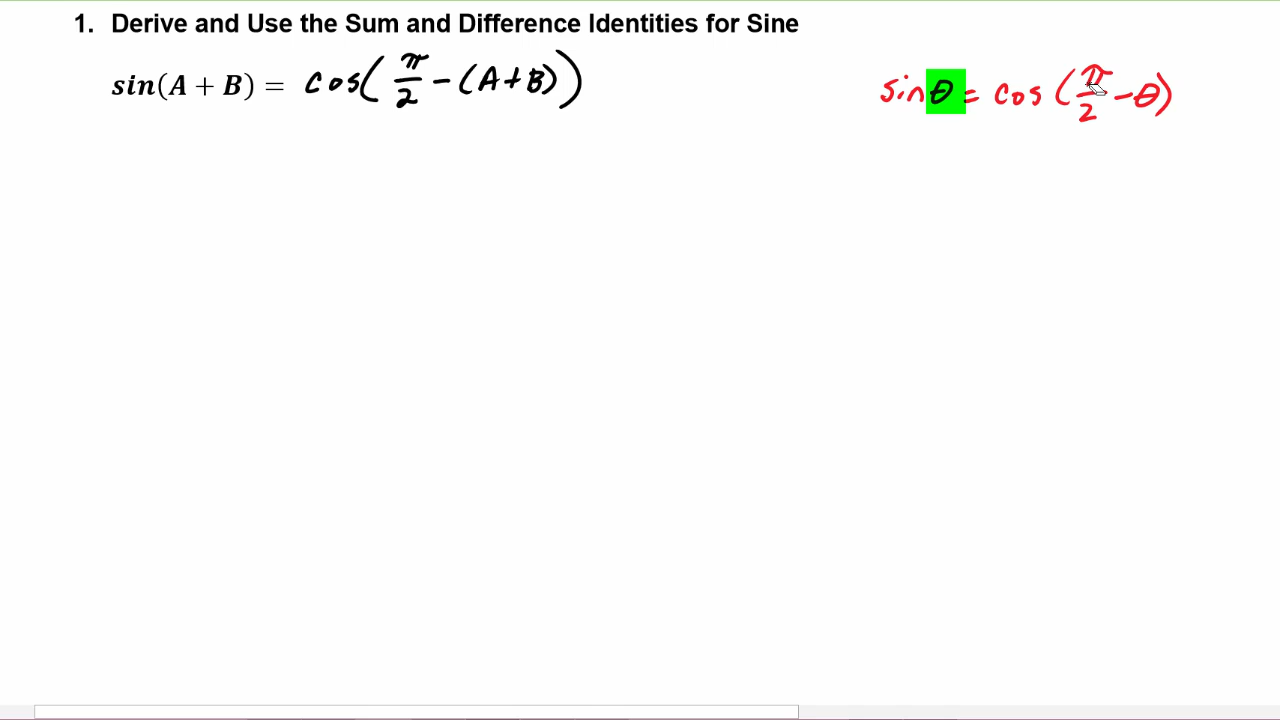 1. Derive and Use the Sum and Difference Identities for Sine
sin(A + B) = cos(π/2 - (A+B))
sinθ = cos(π/2 - θ)